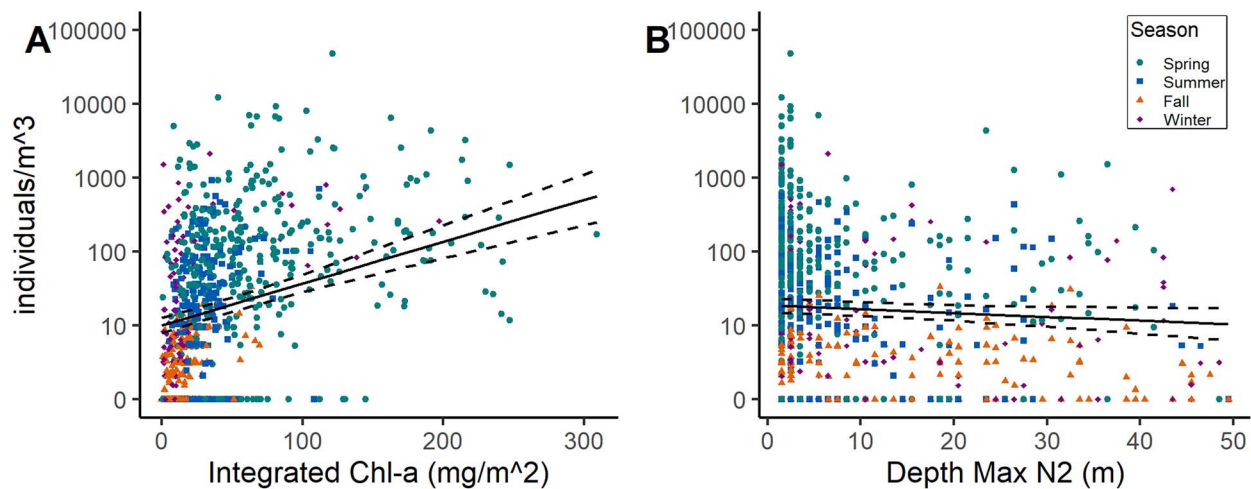 A
B
100000
10000
1000
100
10
0
individuals/m^3
0 100 200 300
Integrated Chl-a (mg/m^2)
100000
10000
1000
100
10
0
0 10 20 30 40 50
Depth Max N2 (m)
Season
Spring
Summer
Fall
Winter